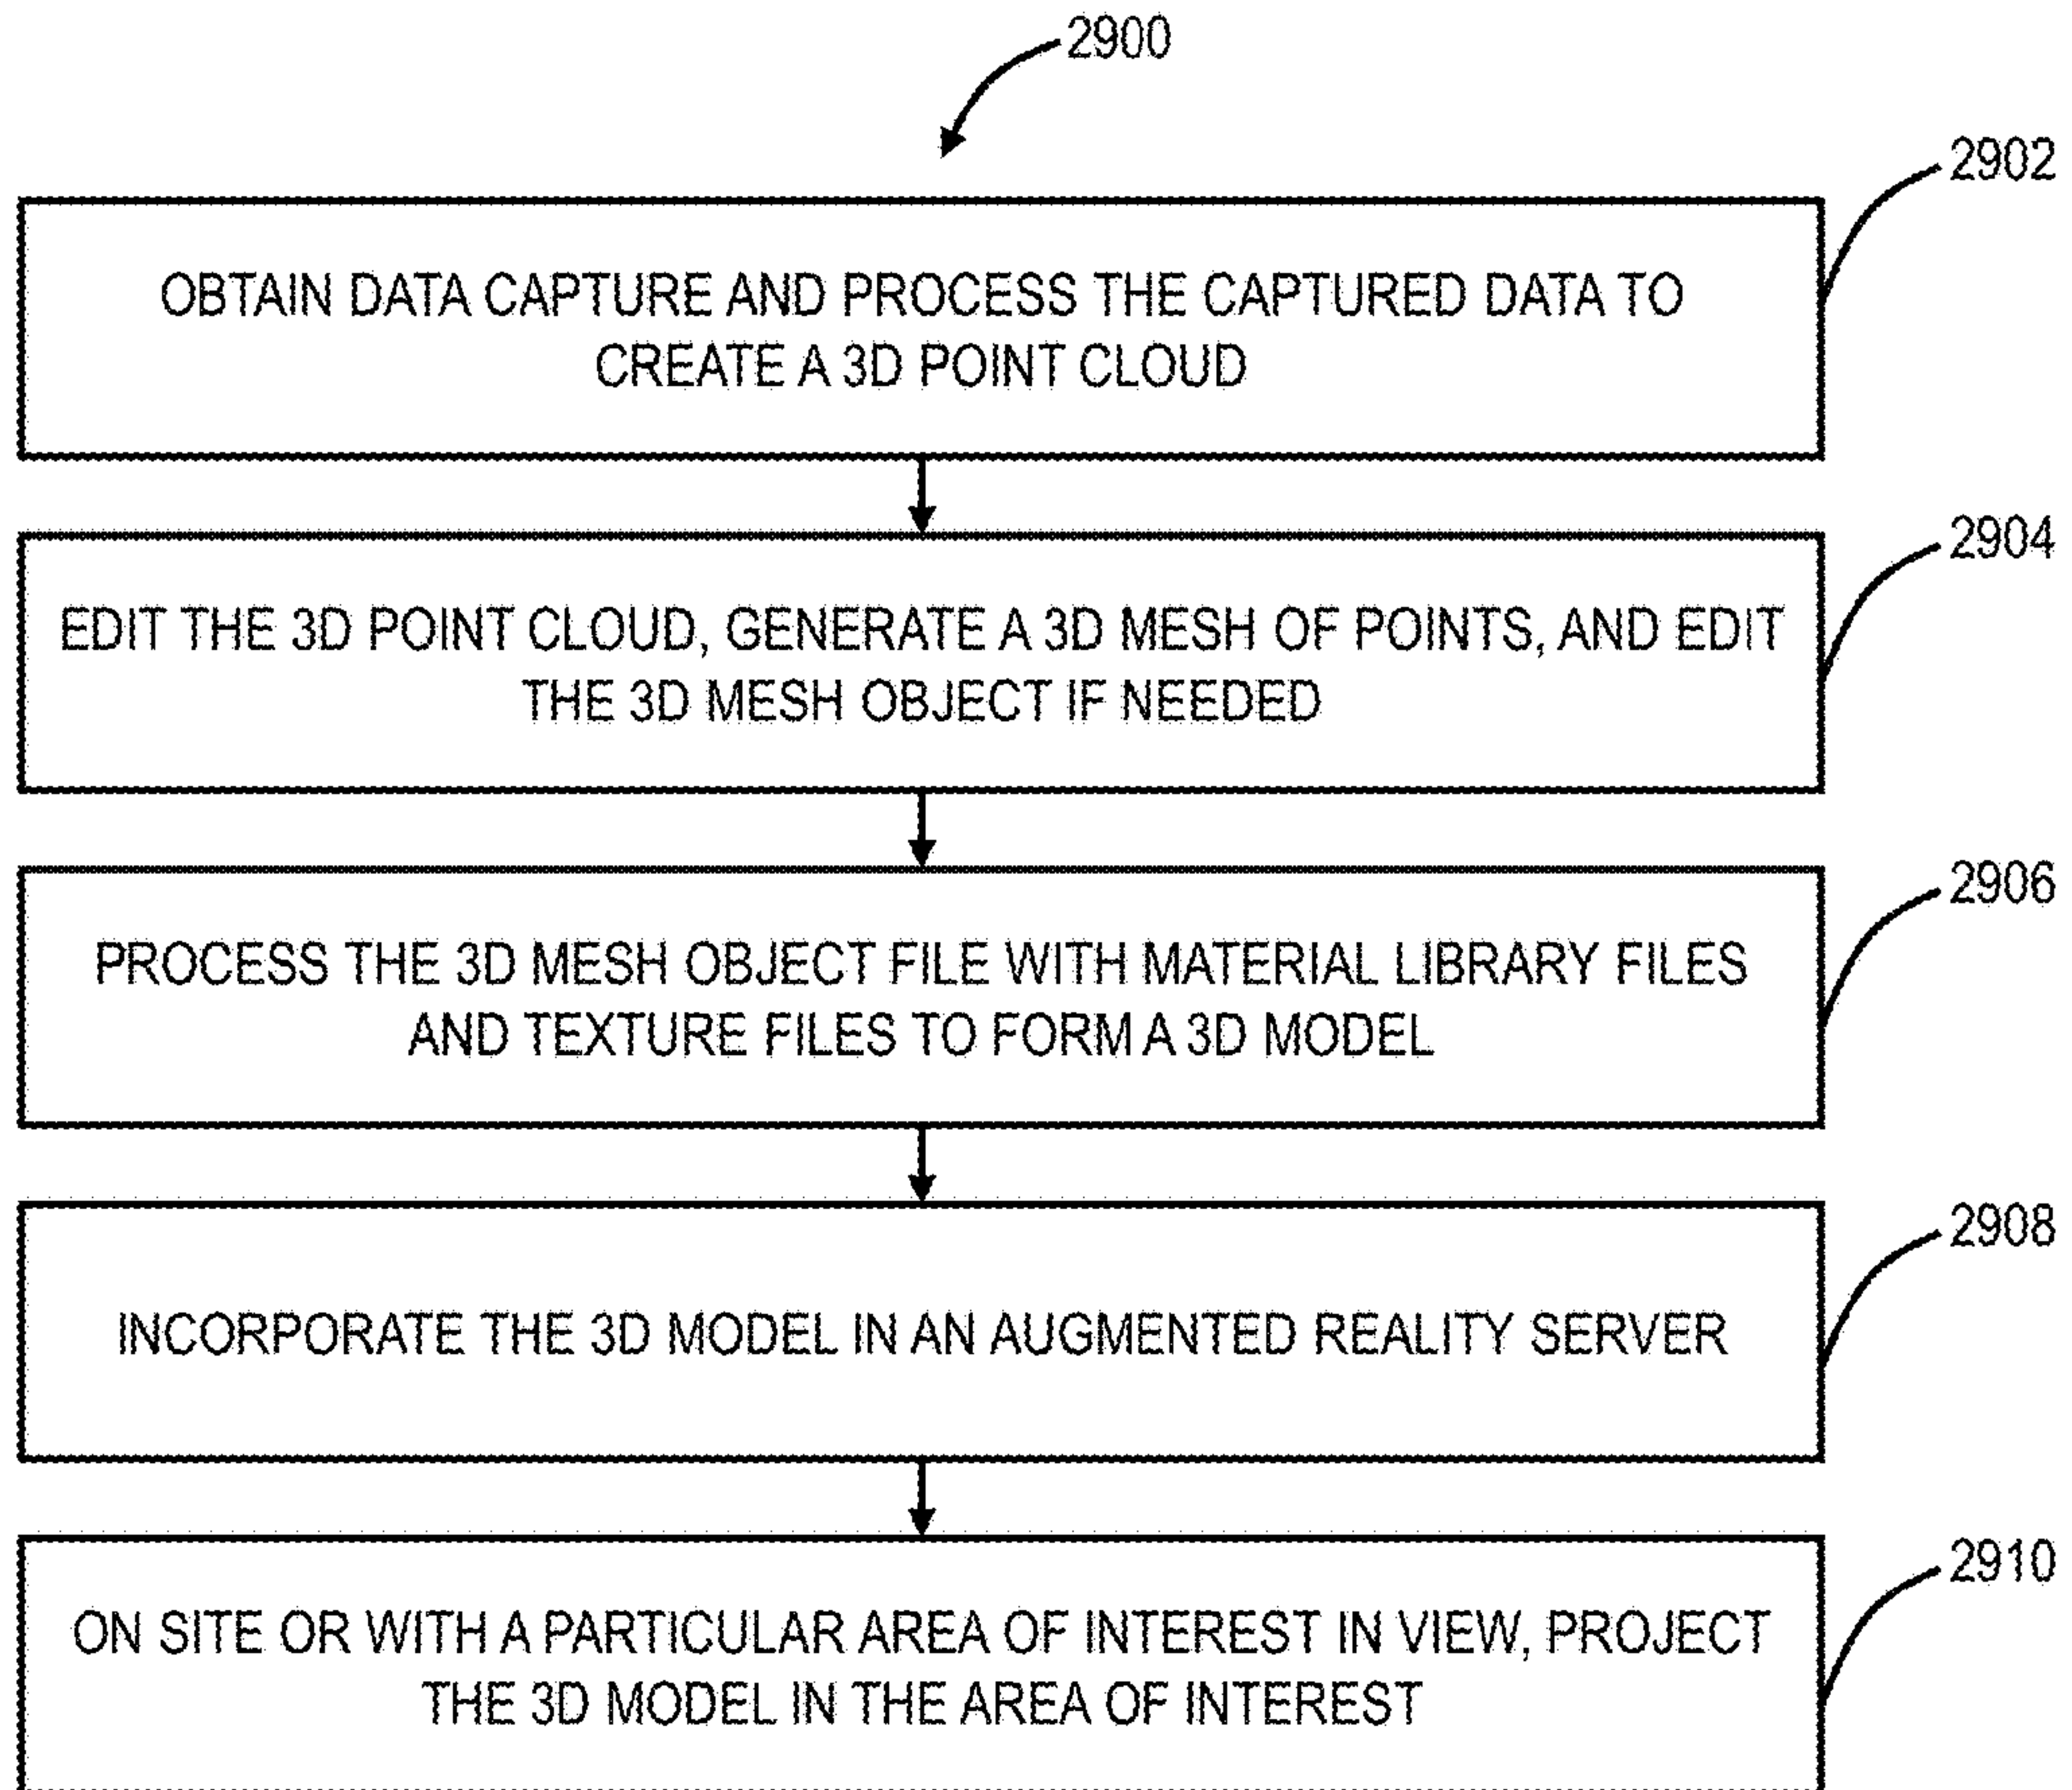 2900
2902
OBTAIN DATA CAPTURE AND PROCESS THE CAPTURED DATA TO
CREATE A 3D POINT CLOUD
2904
EDIT THE 3D POINT CLOUD, GENERATE A 3D MESH OF POINTS, AND EDIT
THE 3D MESH OBJECT IF NEEDED
2906
PROCESS THE 3D MESH OBJECT FILE WITH MATERIAL LIBRARY FILES
AND TEXTURE FILES TO FORM A 3D MODEL
2908
INCORPORATE THE 3D MODEL IN AN AUGMENTED REALITY SERVER
2910
ON SITE OR WITH A PARTICULAR AREA OF INTEREST IN VIEW, PROJECT
THE 3D MODEL IN THE AREA OF INTEREST